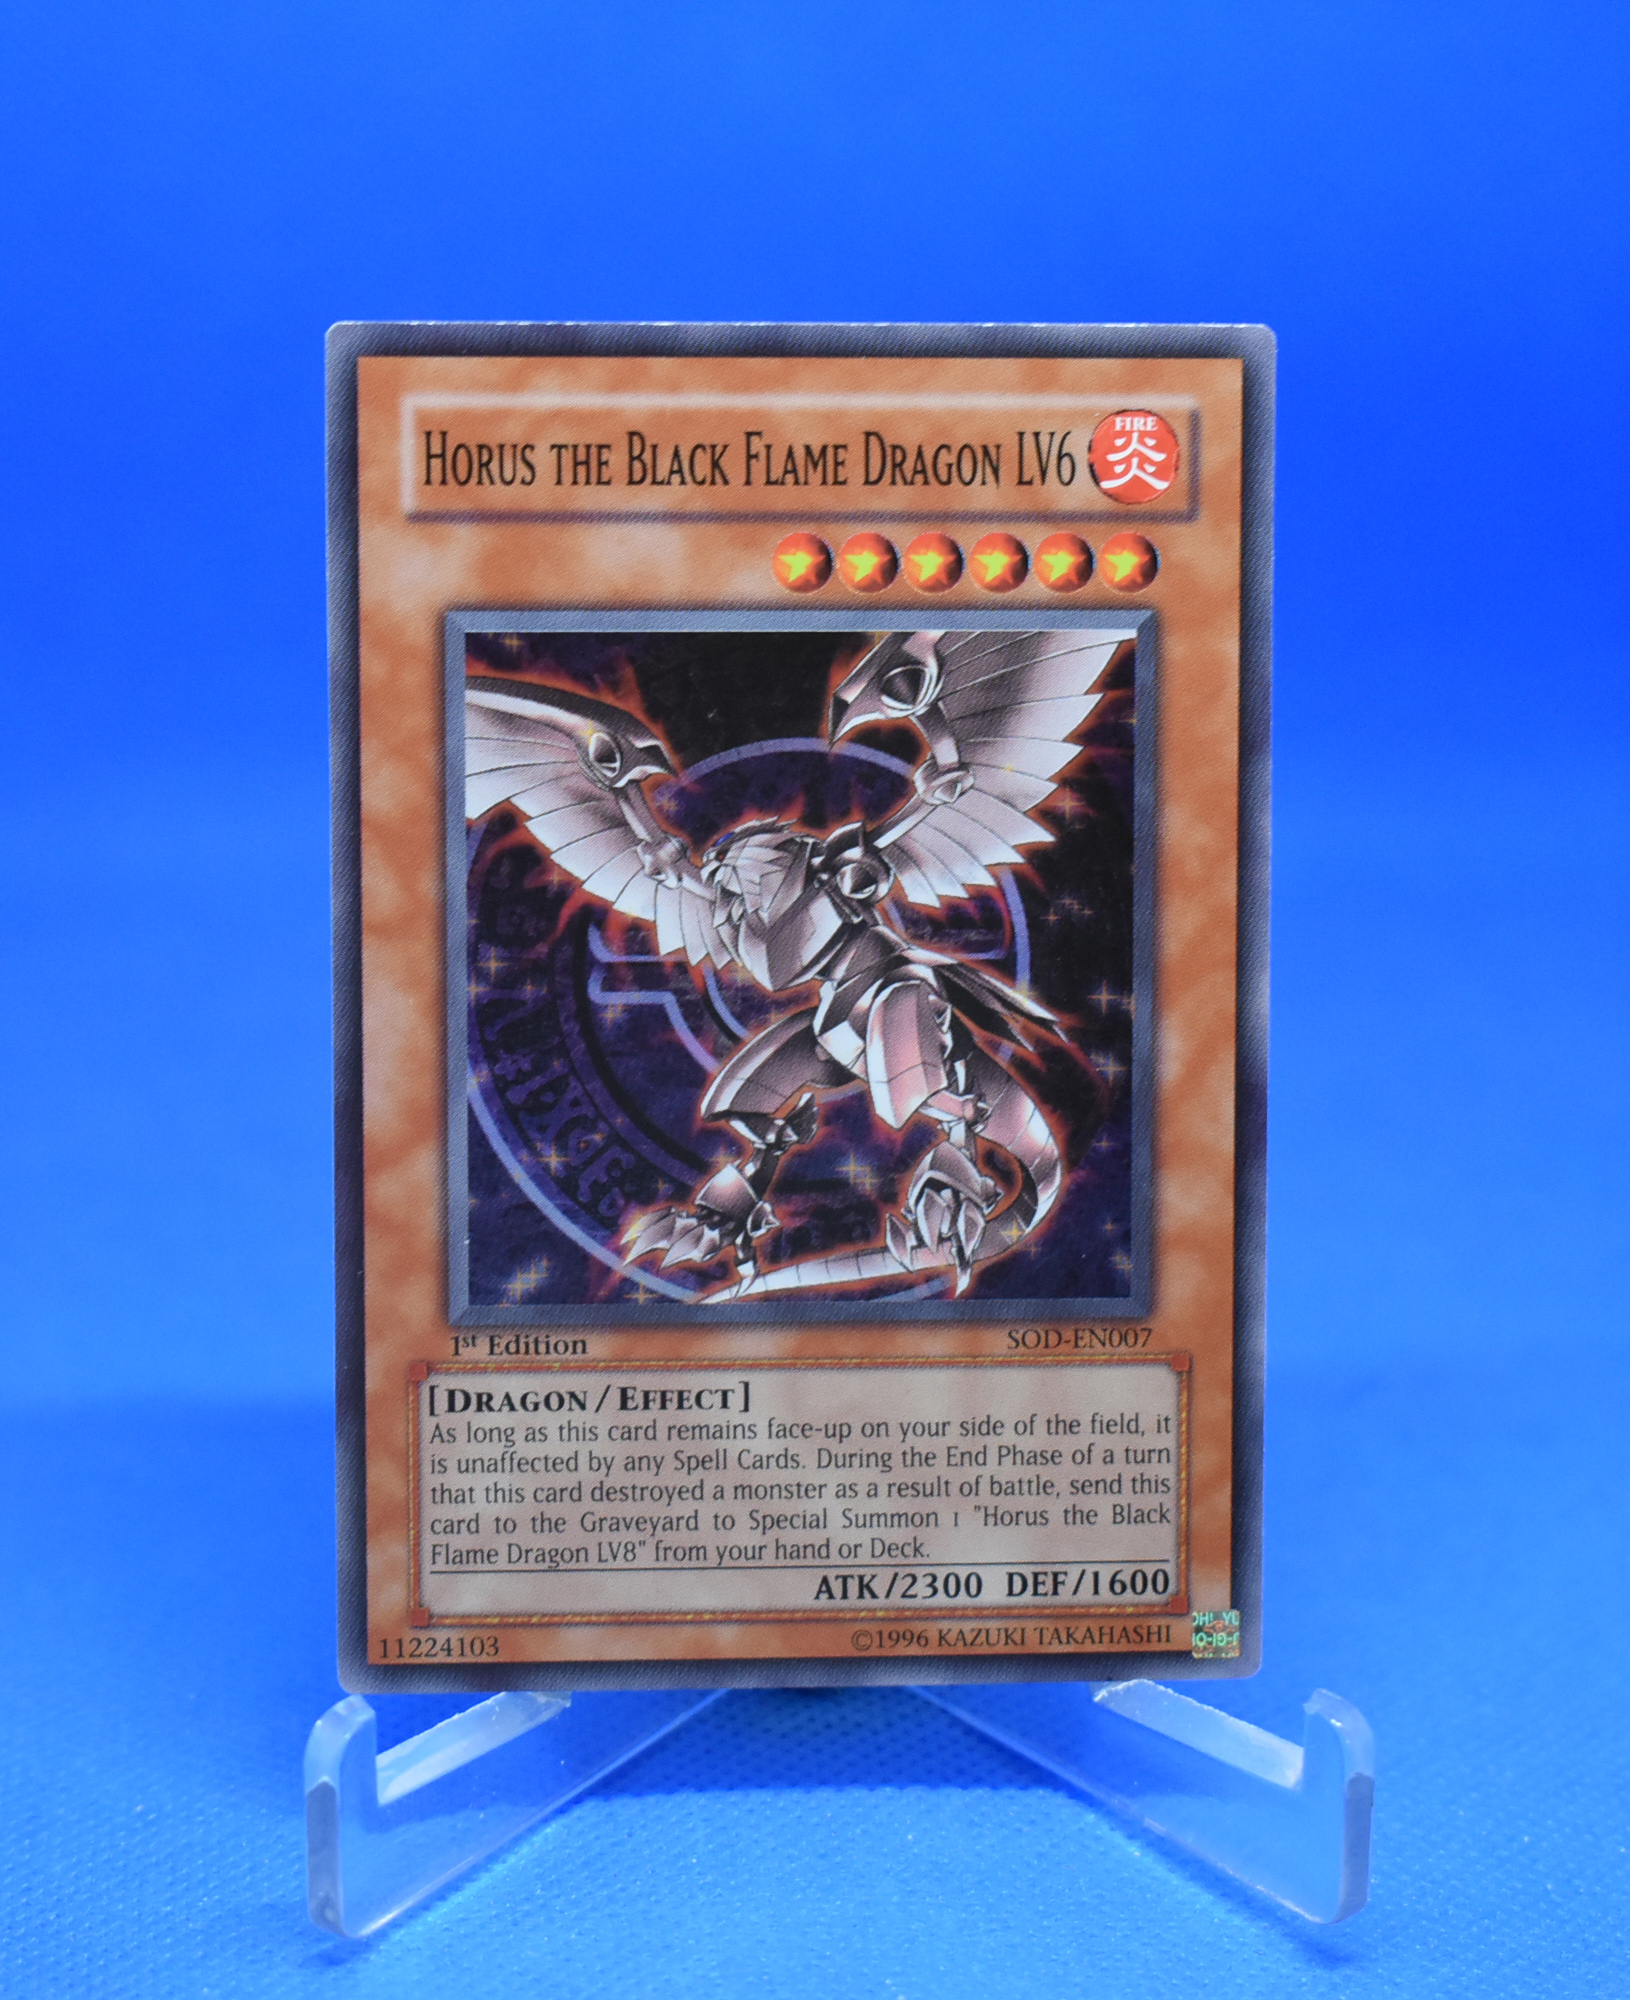 HORUS THE BLACK FLAME DRAGON LV6
FIRE
炎
1st Edition
SOD-EN007
[DRAGON/EFFECT]
As long as this card remains face-up on your side of the field, it
is unaffected by any Spell Cards. During the End Phase of a turn
that this card destroyed a monster as a result of battle, send this
card to the Graveyard to Special Summon 1 "Horus the Black
Flame Dragon LV8" from your hand or Deck.
ATK/2300 DEF/1600
11224103
©1996 KAZUKI TAKAHASHI